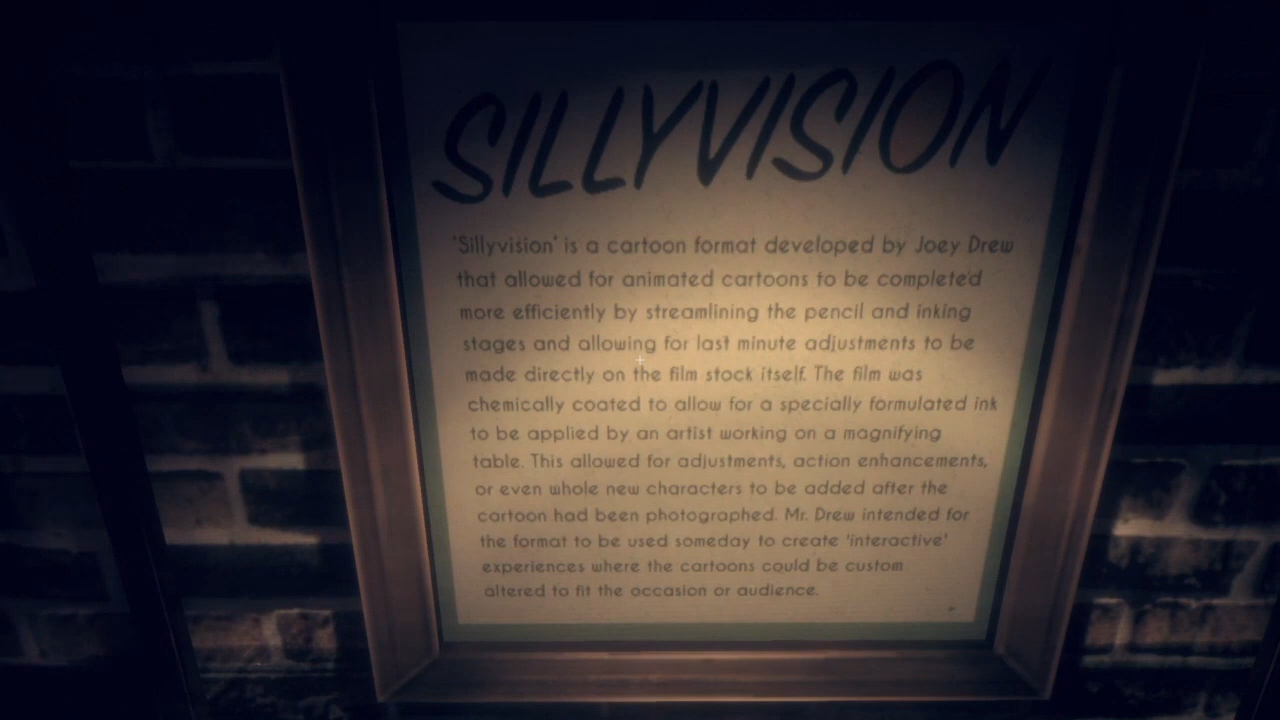 SILLYVISION
'Sillyvision' is a cartoon format developed by Joey Drew
that allowed for animated cartoons to be completed
more efficiently by streamlining the pencil and inking
stages and allowing for last minute adjustments to be
made directly on the film stock itself. The film was
chemically coated to allow for a specially formulated ink
to be applied by an artist working on a magnifying
table. This allowed for adjustments, action enhancements,
or even whole new characters to be added after the
cartoon had been photographed. Mr. Drew intended for
the format to be used someday to create 'interactive'
experiences where the cartoons could be custom
altered to fit the occasion or audience.